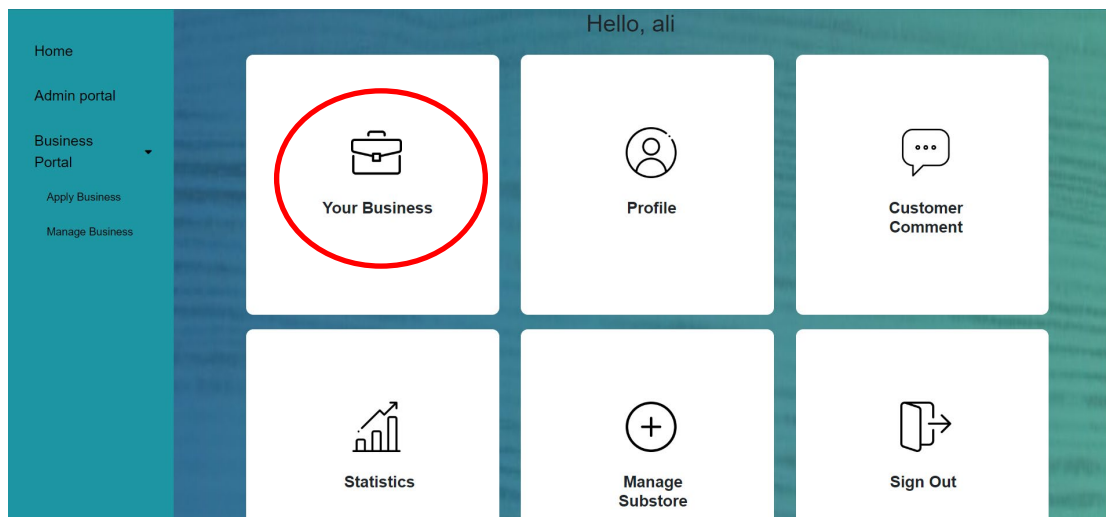 Hello, ali
Home
Admin portal
Business
Portal
Apply Business
Manage Business
Your Business
Profile
Customer
Comment
Statistics
Manage
Substore
Sign Out